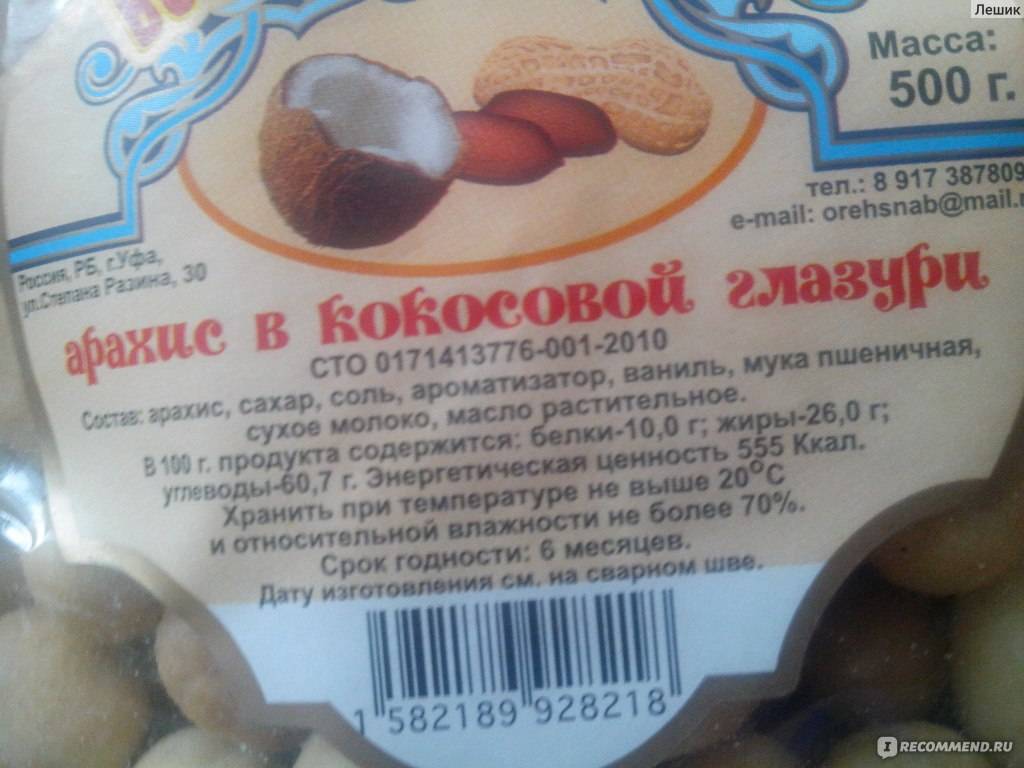 Лешик
Масса:
500 г.
тел.: 8 917 387809
e-mail: orehsnab@mail.r
Россия, РБ, г.Уфа,
ул.Степана Разина, 30
арахис в кокосовой глазури
СТО 0171413776-001-2010
Состав: арахис, сахар, соль, ароматизатор, ваниль, мука пшеничная,
сухое молоко, масло растительное.
В 100 г. продукта содержится: белки-10,0 г; жиры-26,0 г;
углеводы-60,7 г. Энергетическая ценность 555 Ккал.
Хранить при температуре не выше 20°С
и относительной влажности не более 70%.
Срок годности: 6 месяцев.
Дату изготовления см. на сварном шве.
1 582189 928218
IRECOMMEND.RU